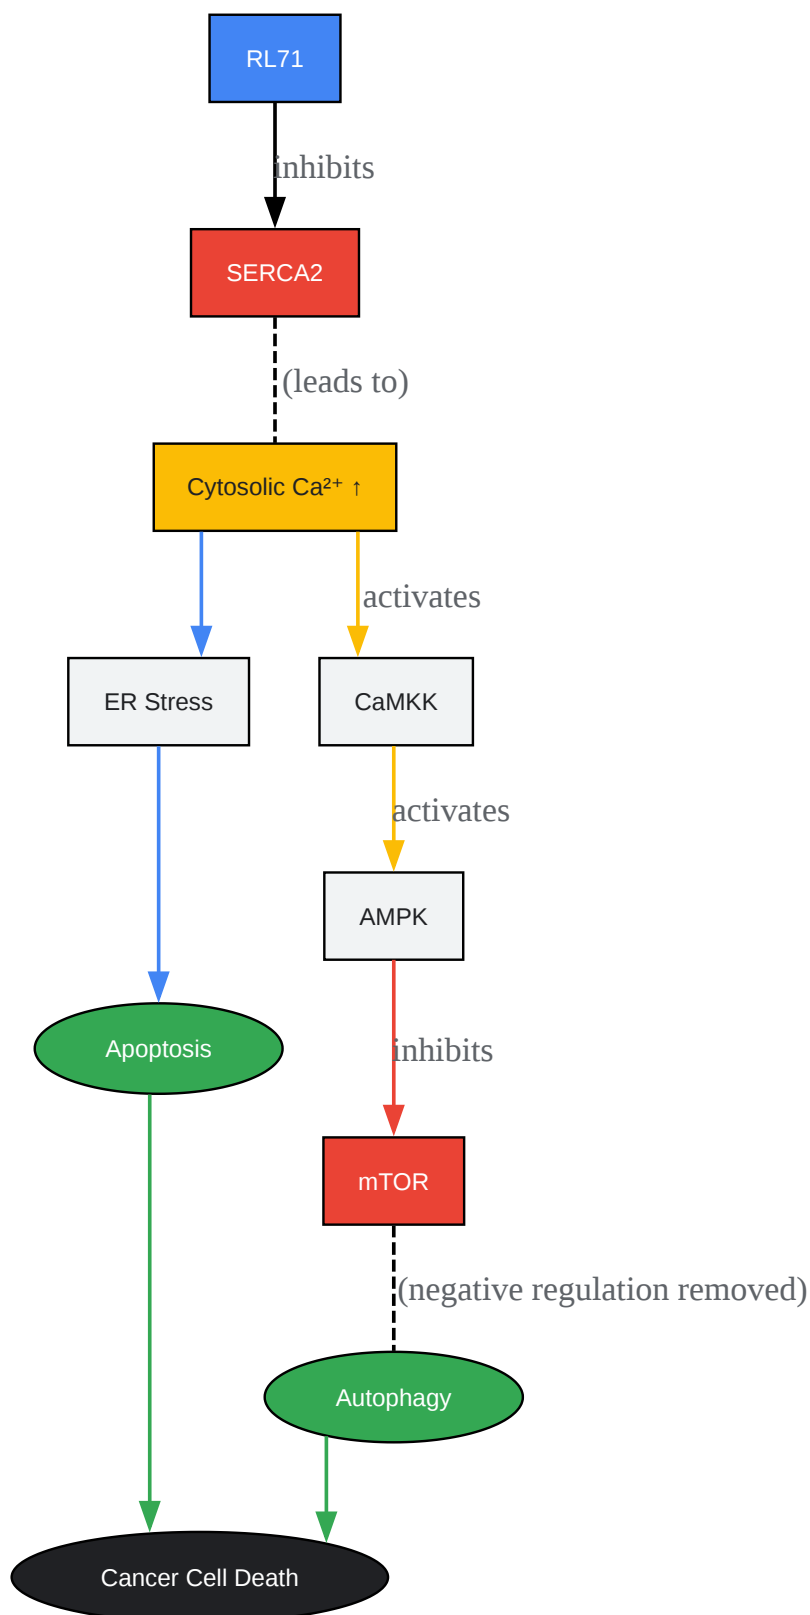 RL71
inhibits
SERCA2
(leads to)
Cytosolic Ca²⁺ ↑
activates
ER Stress
CaMKK
activates
AMPK
Apoptosis
inhibits
mTOR
(negative regulation removed)
Autophagy
Cancer Cell Death